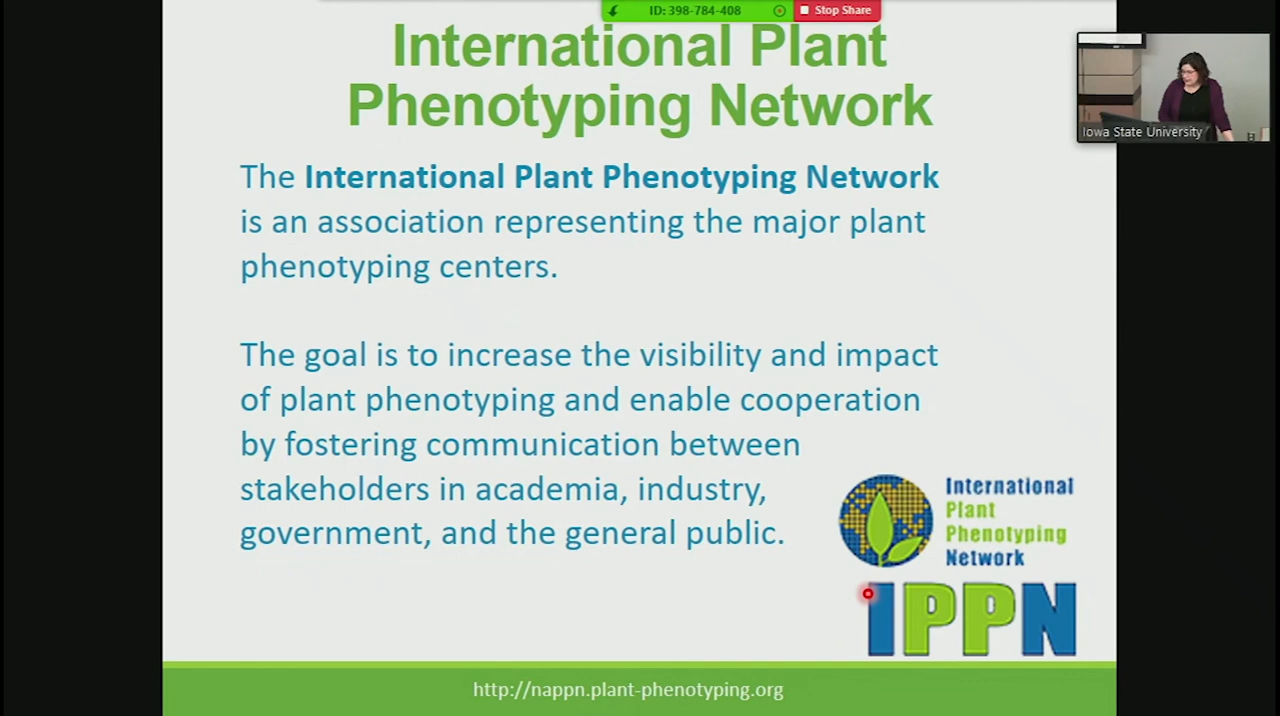 ID: 398-784-408
Stop Share
International Plant
Phenotyping Network
Iowa State University
The International Plant Phenotyping Network
is an association representing the major plant
phenotyping centers.
The goal is to increase the visibility and impact
of plant phenotyping and enable cooperation
by fostering communication between
stakeholders in academia, industry,
government, and the general public.
International
Plant
Phenotyping
Network
IPPN
http://nappn.plant-phenotyping.org